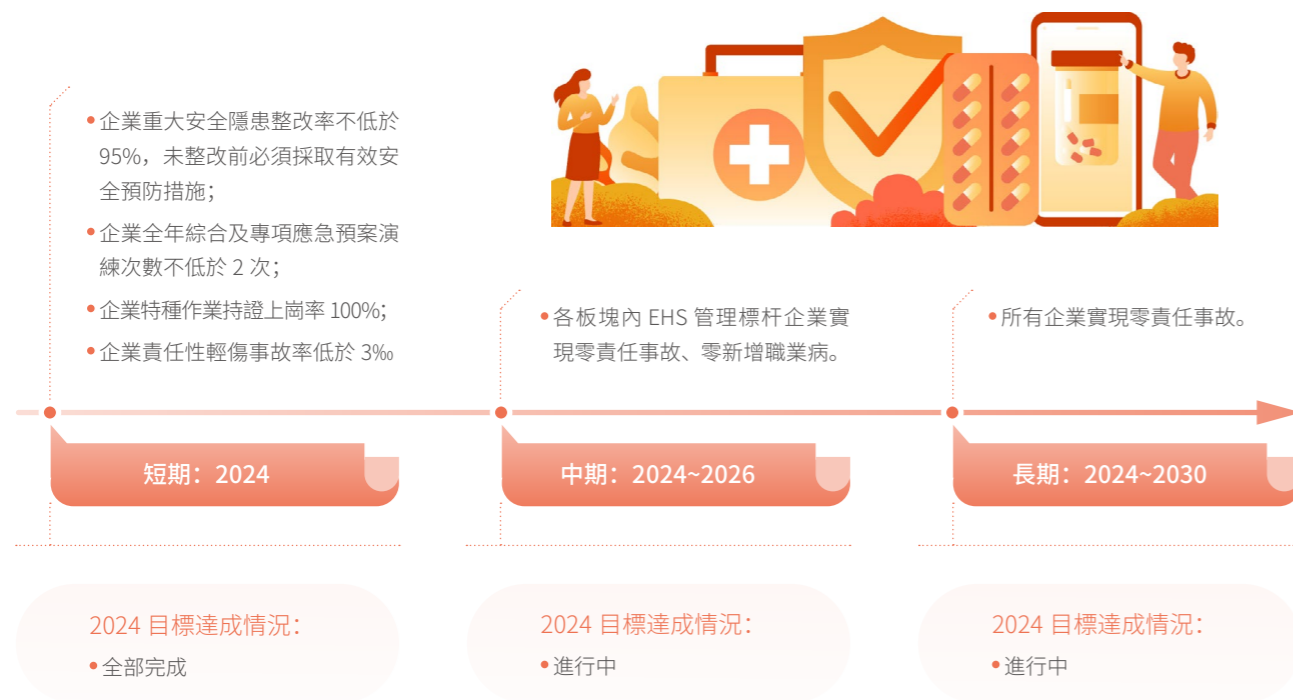 企業重大安全隱患整改率不低於
95%，未整改前必須採取有效安
全預防措施；
企業全年綜合及專項應急預案演
練次數不低於 2 次；
企業特種作業持證上崗率 100%；
企業責任性輕傷事故率低於 3‰
短期：2024
2024 目標達成情況：
全部完成
各板塊內 EHS 管理標杆企業實
現零責任事故、零新增職業病。
中期：2024~2026
2024 目標達成情況：
進行中
所有企業實現零責任事故。
長期：2024~2030
2024 目標達成情況：
進行中